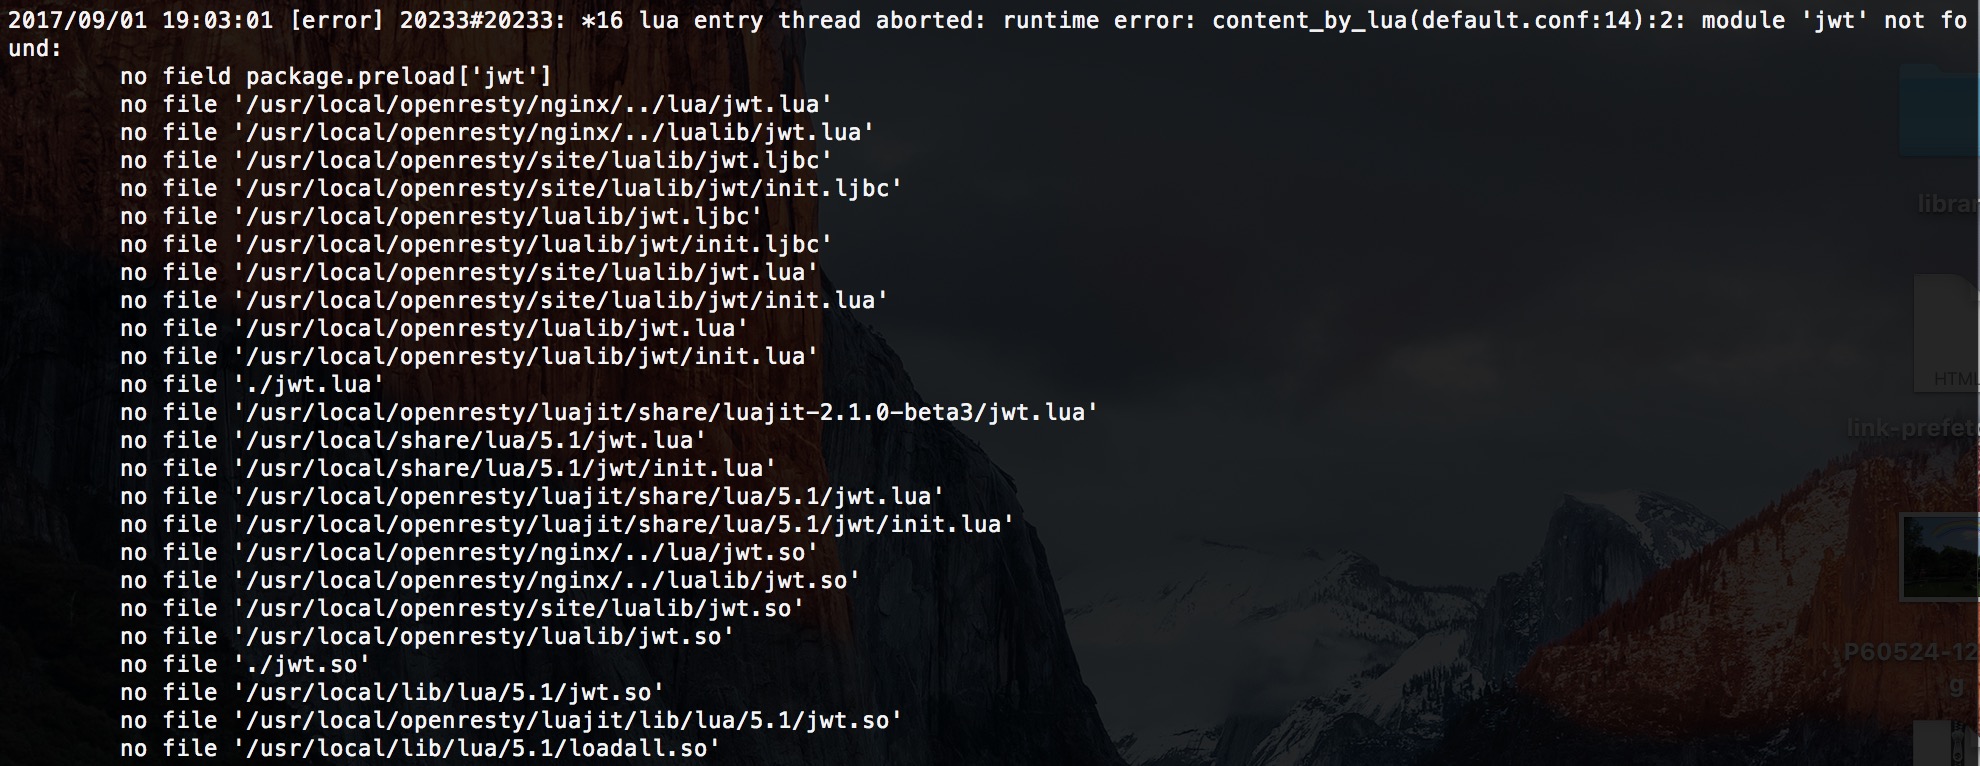 2017/09/01 19:03:01 [error] 20233#20233: *16 lua entry thread aborted: runtime error: content_by_lua(default.conf:14):2: module 'jwt' not fo
und:
no field package.preload['jwt']
no file '/usr/local/openresty/nginx/../lua/jwt.lua'
no file '/usr/local/openresty/nginx/../lualib/jwt.lua'
no file '/usr/local/openresty/site/lualib/jwt.ljbc'
no file '/usr/local/openresty/site/lualib/jwt/init.ljbc'
no file '/usr/local/openresty/lualib/jwt.ljbc'
no file '/usr/local/openresty/lualib/jwt/init.ljbc'
no file '/usr/local/openresty/site/lualib/jwt.lua'
no file '/usr/local/openresty/site/lualib/jwt/init.lua'
no file '/usr/local/openresty/lualib/jwt.lua'
no file '/usr/local/openresty/lualib/jwt/init.lua'
no file './jwt.lua'
no file '/usr/local/openresty/luajit/share/luajit-2.1.0-beta3/jwt.lua'
no file '/usr/local/share/lua/5.1/jwt.lua'
no file '/usr/local/share/lua/5.1/jwt/init.lua'
no file '/usr/local/openresty/luajit/share/lua/5.1/jwt.lua'
no file '/usr/local/openresty/luajit/share/lua/5.1/jwt/init.lua'
no file '/usr/local/openresty/nginx/../lua/jwt.so'
no file '/usr/local/openresty/nginx/../lualib/jwt.so'
no file '/usr/local/openresty/site/lualib/jwt.so'
no file '/usr/local/openresty/lualib/jwt.so'
no file './jwt.so'
no file '/usr/local/lib/lua/5.1/jwt.so'
no file '/usr/local/openresty/luajit/lib/lua/5.1/jwt.so'
no file '/usr/local/lib/lua/5.1/loadall.so'
librar
HTML
link-prefet
P60524-12
g